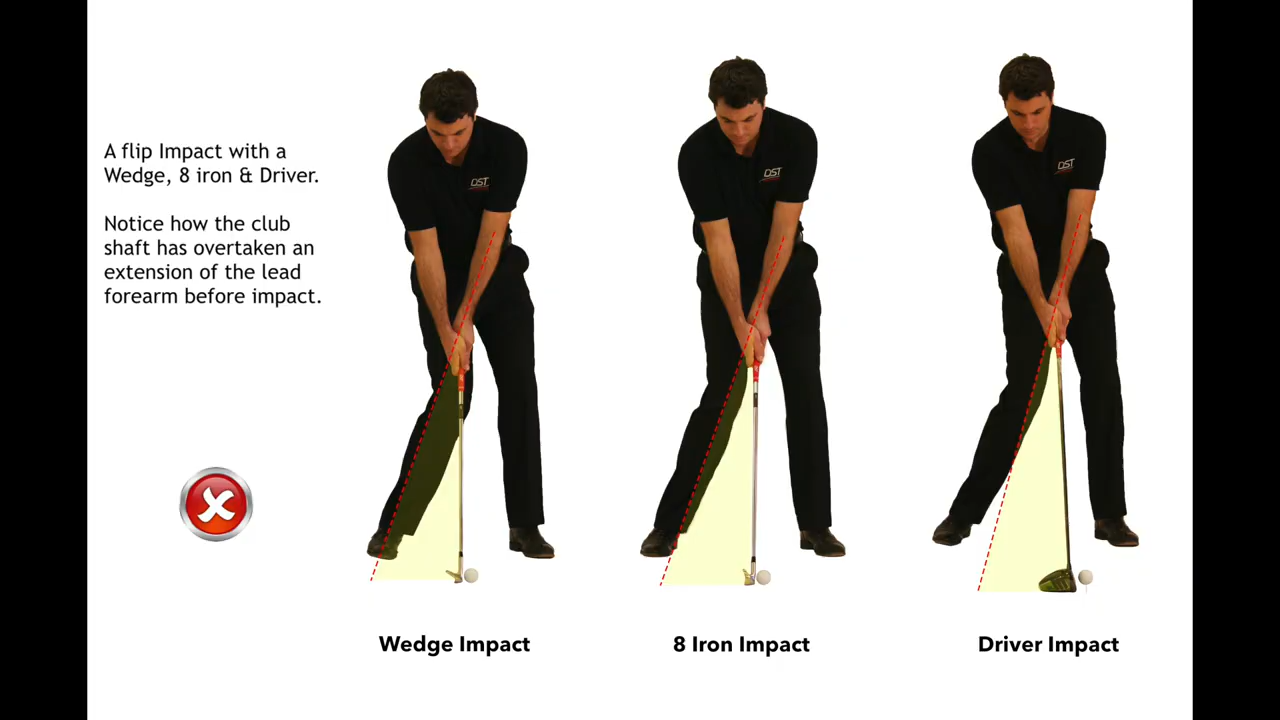 A flip Impact with a
Wedge, 8 iron & Driver.
Notice how the club
shaft has overtaken an
extension of the lead
forearm before impact.
DST
DST
DST
Wedge Impact
8 Iron Impact
Driver Impact